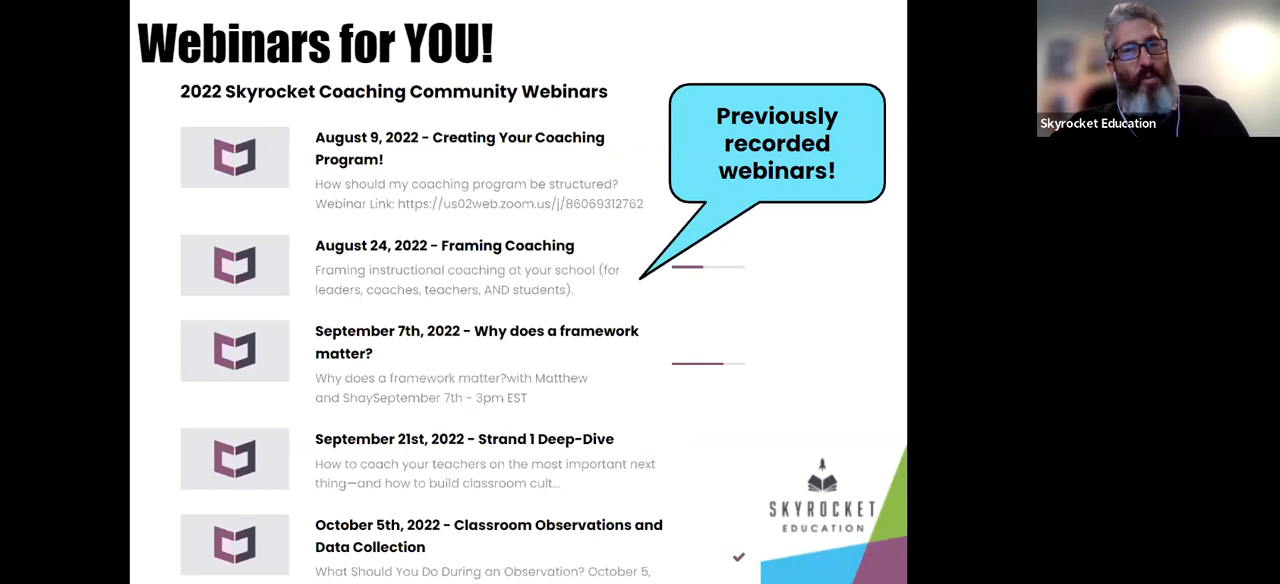 Webinars for YOU!
2022 Skyrocket Coaching Community Webinars
Previously
recorded
webinars!
August 9, 2022 - Creating Your Coaching
Program!
How should my coaching program be structured?
Webinar Link: https://us02web.zoom.us/j/86069312762
August 24, 2022 - Framing Coaching
Framing instructional coaching at your school (for
leaders, coaches, teachers, AND students).
September 7th, 2022 - Why does a framework
matter?
Why does a framework matter?with Matthew
and ShaySeptember 7th - 3pm EST
September 21st, 2022 - Strand 1 Deep-Dive
How to coach your teachers on the most important next
thing—and how to build classroom cult...
October 5th, 2022 - Classroom Observations and
Data Collection
What Should You Do During an Observation? October 5,
SKYROCKET
EDUCATION
Skyrocket Education